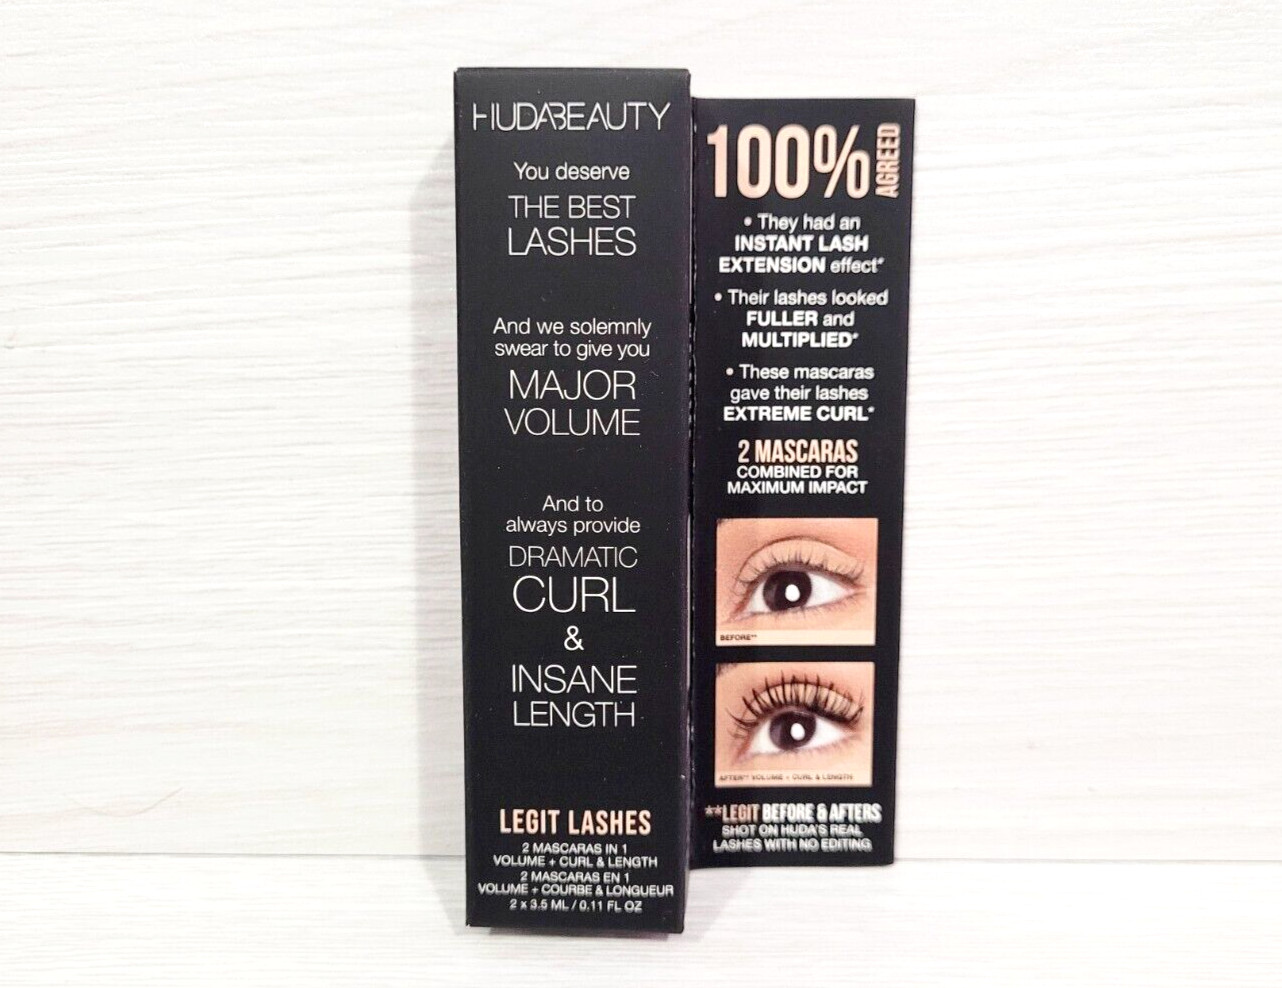 HUDABEAUTY
You deserve
THE BEST
LASHES
And we solemnly
swear to give you
MAJOR
VOLUME
And to
always provide
DRAMATIC
CURL
&
INSANE
LENGTH
LEGIT LASHES
2 MASCARAS IN 1
VOLUME + CURL & LENGTH
2 MASCARAS EN 1
VOLUME + COURBE & LONGUEUR
2 x 3.5 ML / 0.11 FL OZ
100% AGREED
• They had an
INSTANT LASH
EXTENSION effect*
• Their lashes looked
FULLER and
MULTIPLIED*
• These mascaras
gave their lashes
EXTREME CURL*
2 MASCARAS
COMBINED FOR
MAXIMUM IMPACT
BEFORE**
AFTER** VOLUME + CURL & LENGTH
**LEGIT BEFORE & AFTERS
SHOT ON HUDA'S REAL
LASHES WITH NO EDITING